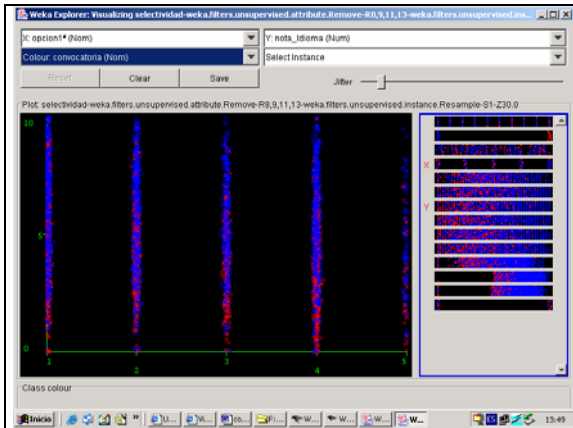 Weka Explorer: Visualizing selectividad-weka.filters.unsupervised.attribute.Remove-R8,9,11,13-weka.filters.unsupervised.ins...
X: opcion1ª (Nom)
Y: nota_Idioma (Num)
Colour: convocatoria (Nom)
Select Instance
Reset
Clear
Save
Jitter
Plot: selectividad-weka.filters.unsupervised.attribute.Remove-R8,9,11,13-weka.filters.unsupervised.instance.Resample-S1-Z30.0
10
5
0
1
2
3
4
5
X
Y
Class colour
Inicio
13:49